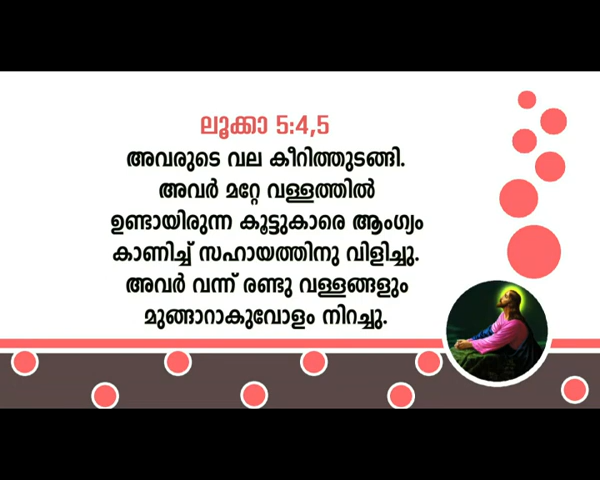 ലൂക്കാ 5:4,5
അവരുടെ വല കീറിത്തുടങ്ങി.
അവർ മറ്റേ വള്ളത്തിൽ
ഉണ്ടായിരുന്ന കൂട്ടുകാരെ ആംഗ്യം
കാണിച്ച് സഹായത്തിനു വിളിച്ചു.
അവർ വന്ന് രണ്ടു വള്ളങ്ങളും
മുങ്ങാറാകുവോളം നിറച്ചു.